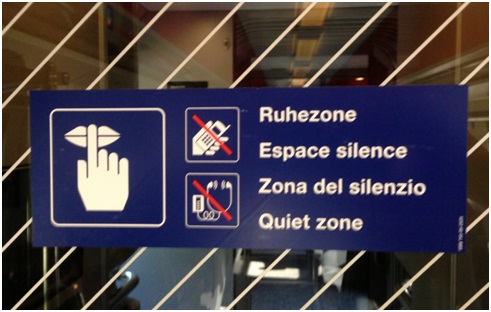 Ruhezone
Espace silence
Zona del silenzio
Quiet zone